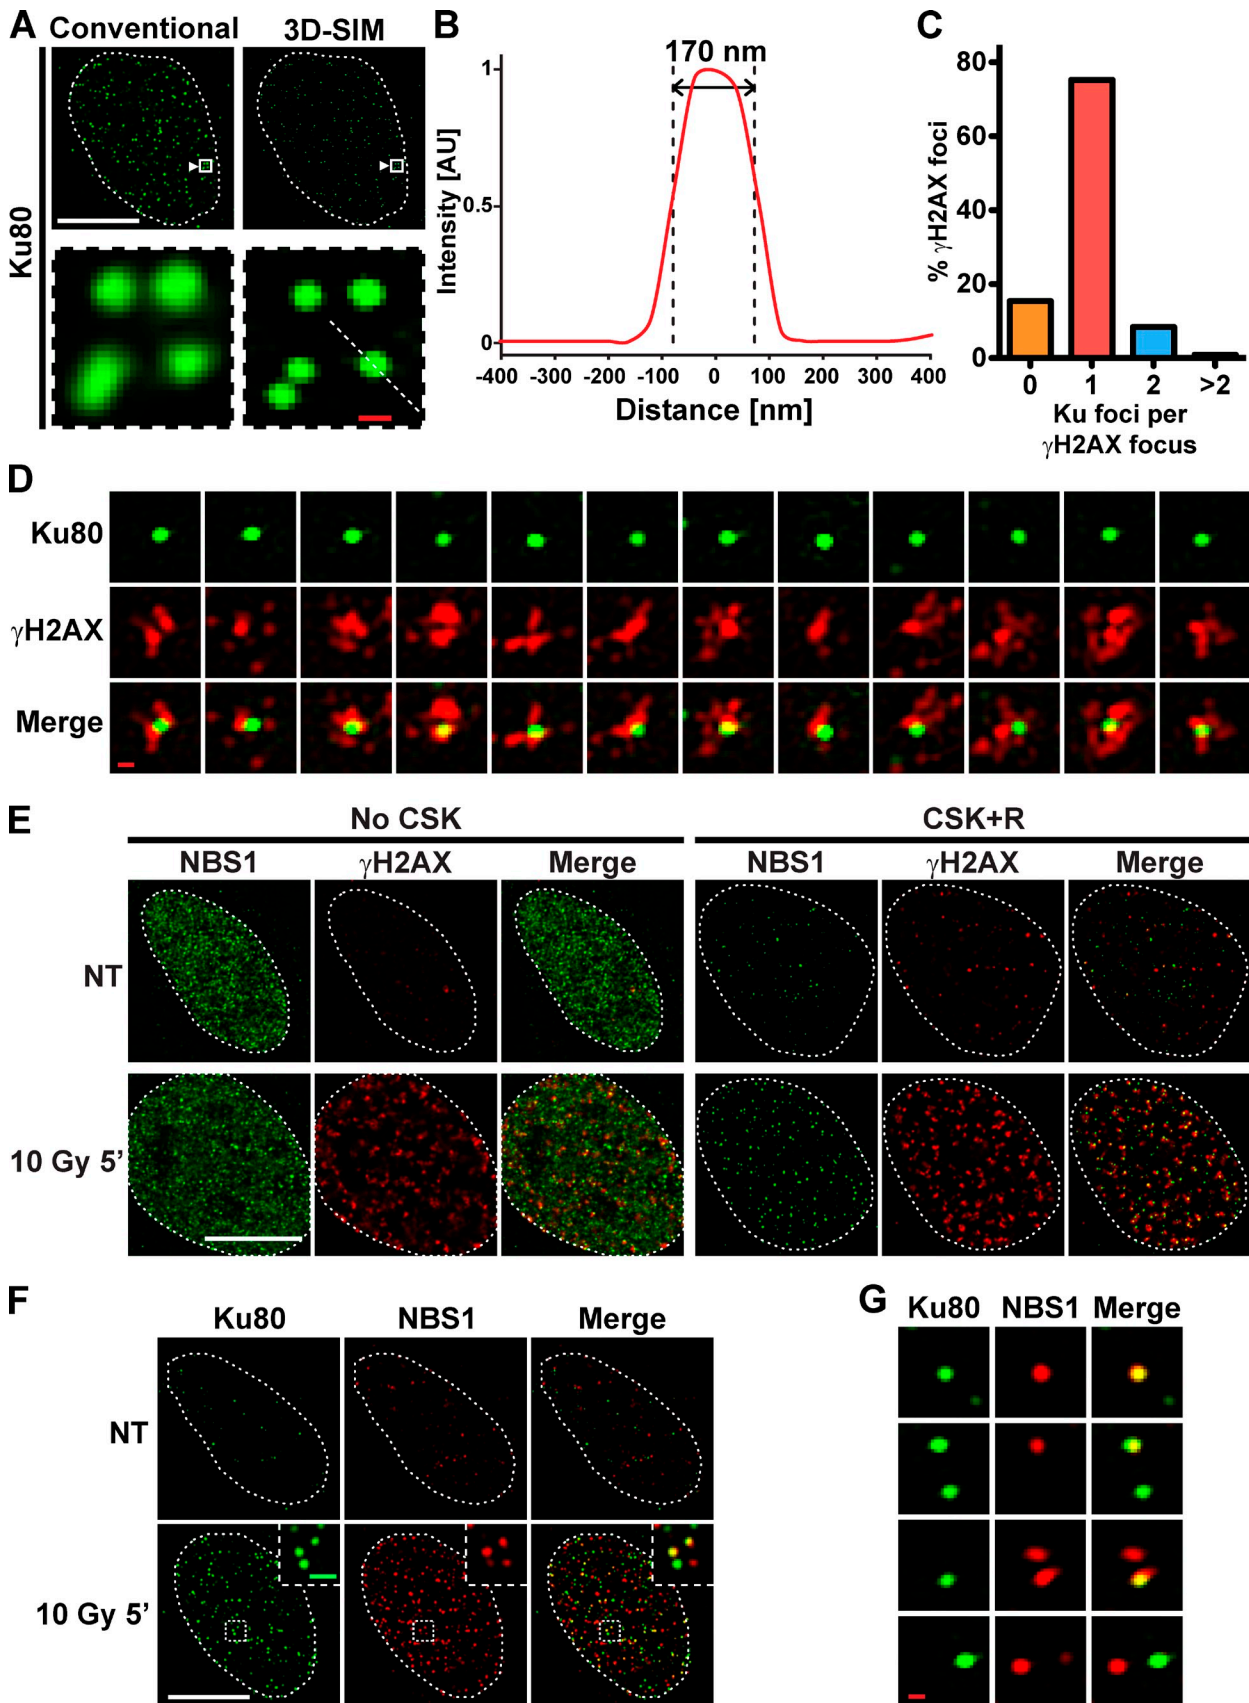 A
Conventional
3D-SIM
Ku80
B
170 nm
1
0.5
0
Intensity [AU]
-400 -300 -200 -100 0 100 200 300 400
Distance [nm]
C
80
60
40
20
0
% γH2AX foci
0 1 2 >2
Ku foci per
γH2AX focus
D
Ku80
γH2AX
Merge
E
No CSK
CSK+R
NBS1 γH2AX Merge NBS1 γH2AX Merge
NT
10 Gy 5’
F
Ku80 NBS1 Merge
NT
10 Gy 5’
G
Ku80 NBS1 Merge